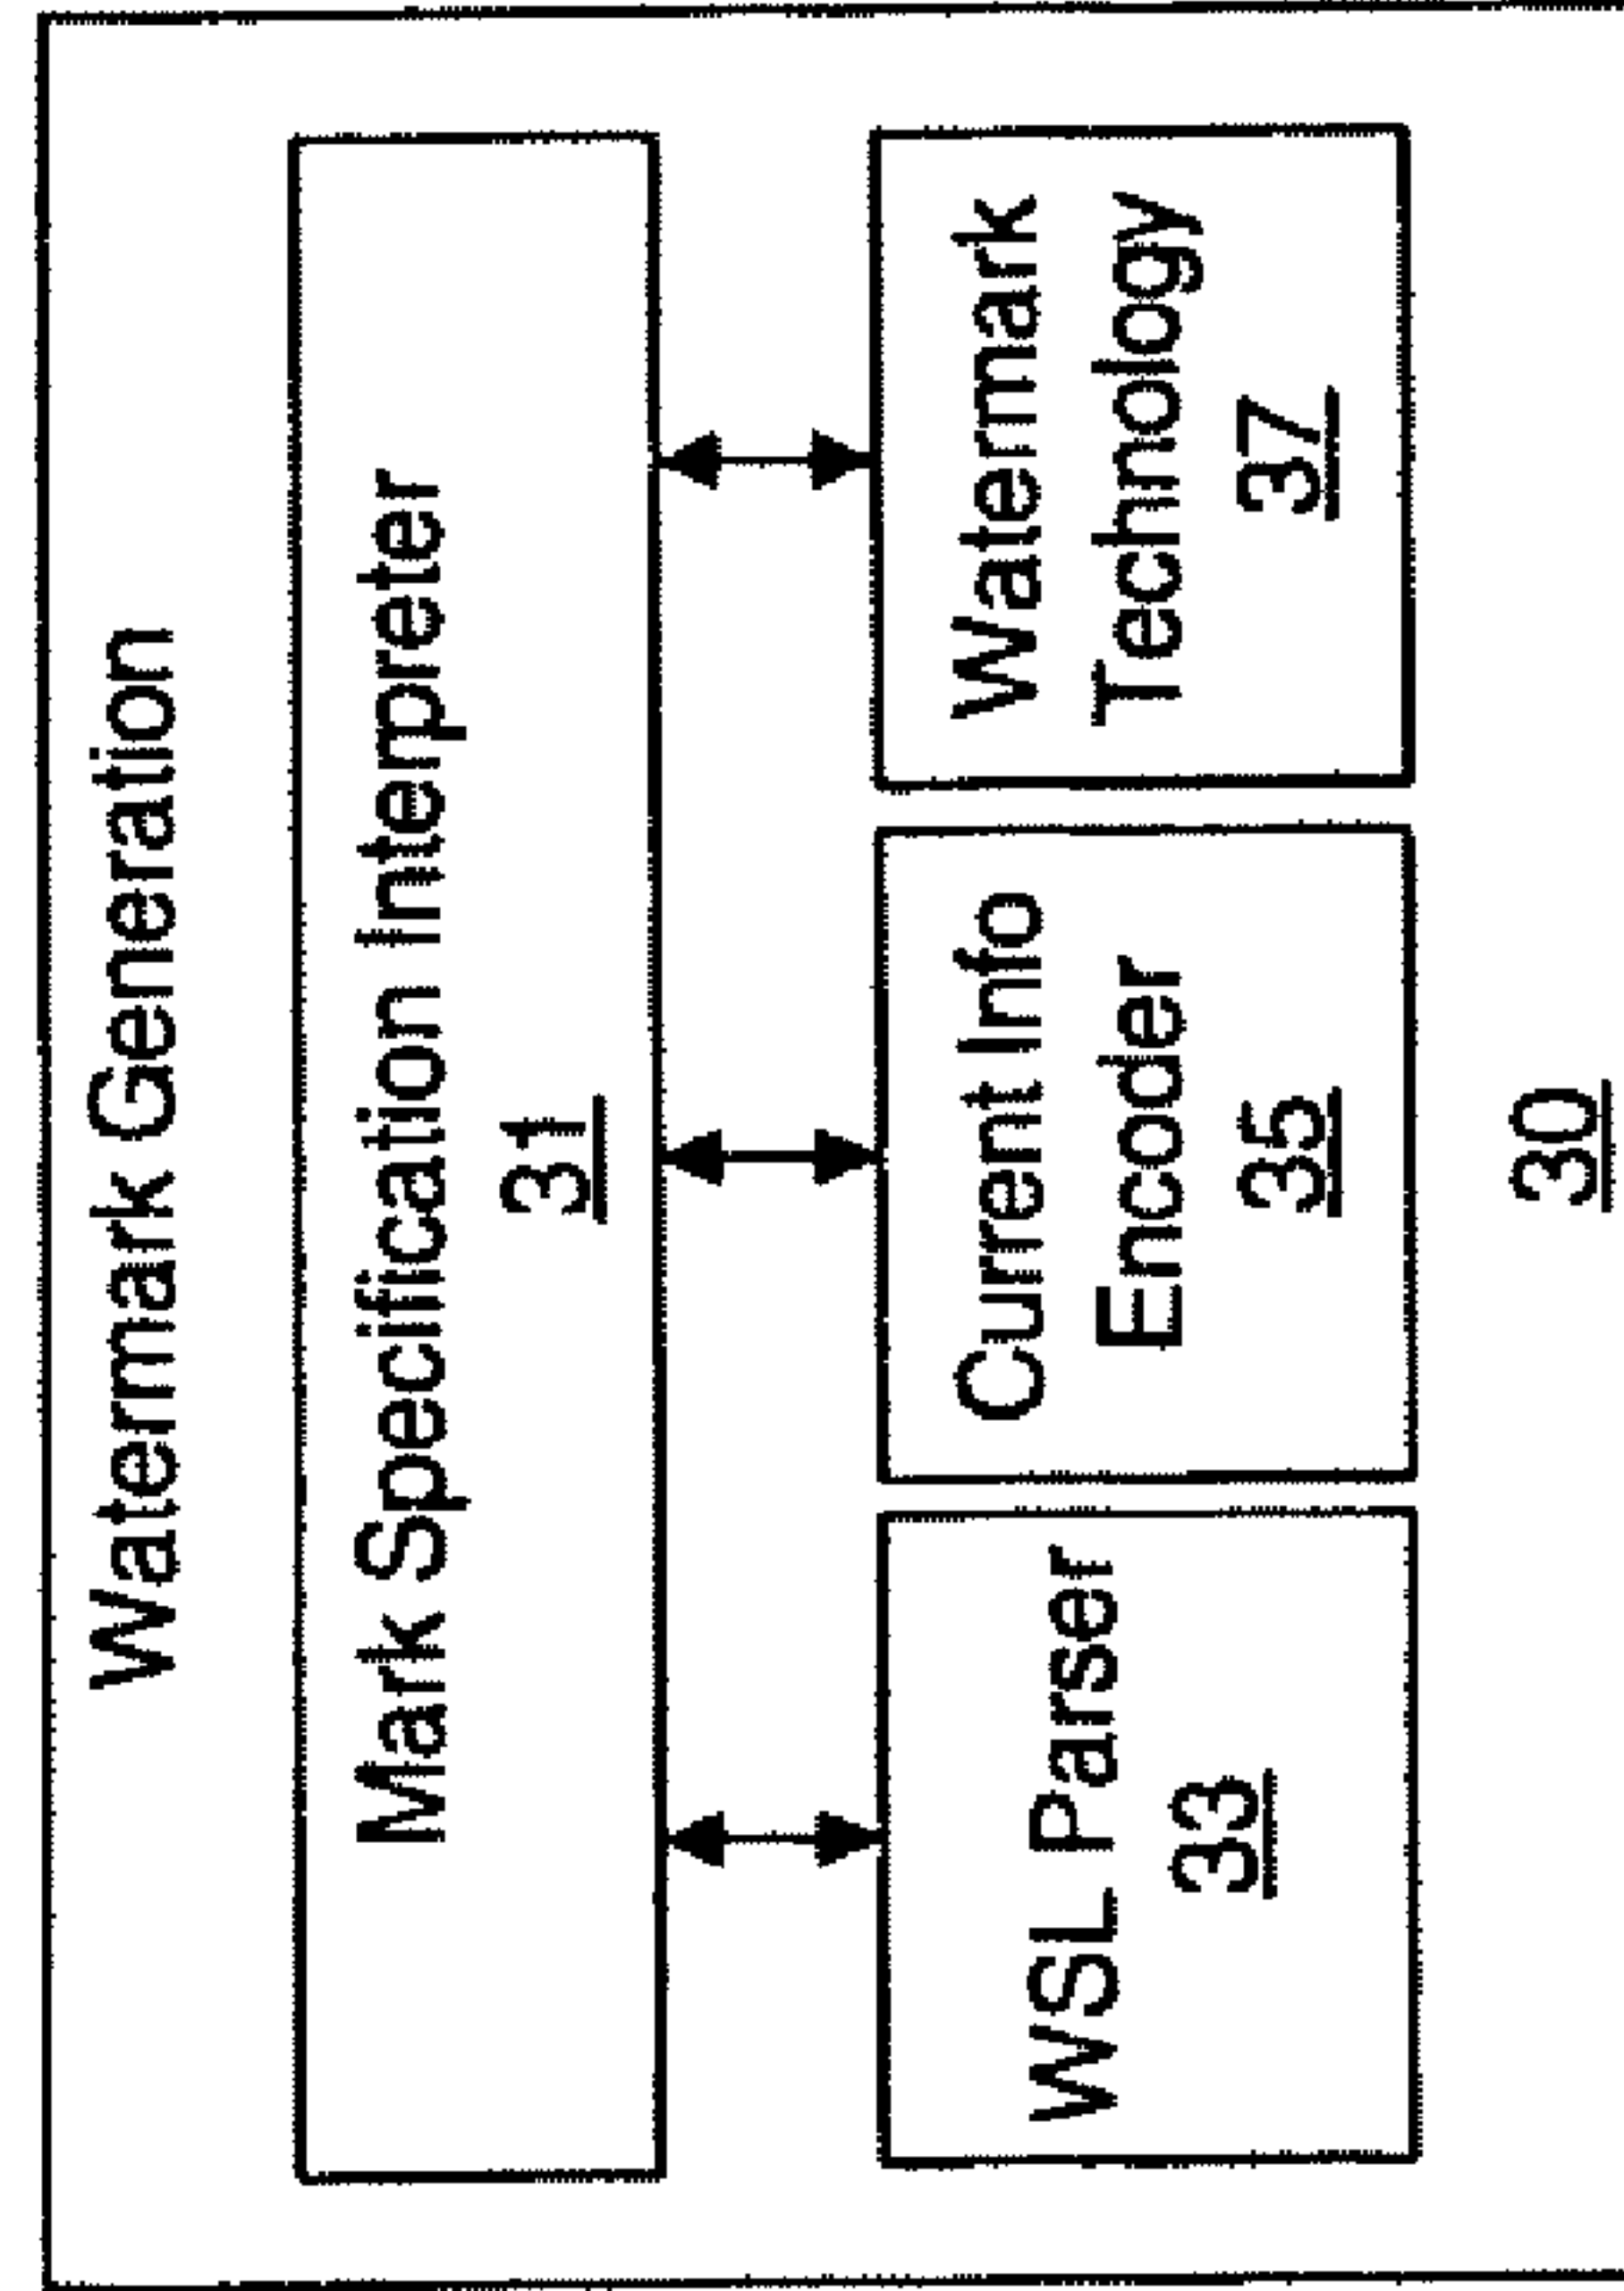 Watermark Generation
Mark Specification Interpreter
31
WSL Parser
33
Current Info
Encoder
35
Watermark
Technology
37
30